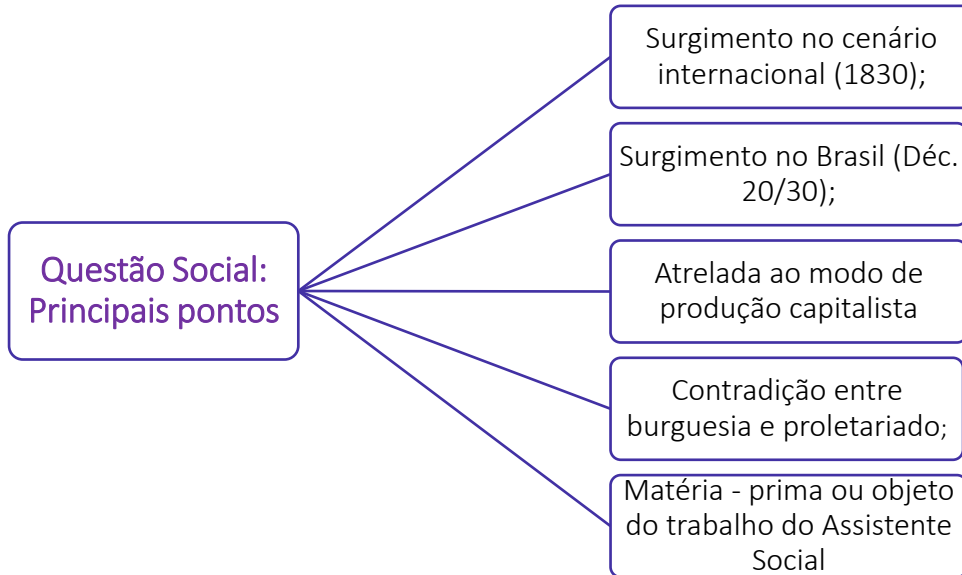 Questão Social:
Principais pontos
Surgimento no cenário
internacional (1830);
Surgimento no Brasil (Déc.
20/30);
Atrelada ao modo de
produção capitalista
Contradição entre
burguesia e proletariado;
Matéria - prima ou objeto
do trabalho do Assistente
Social